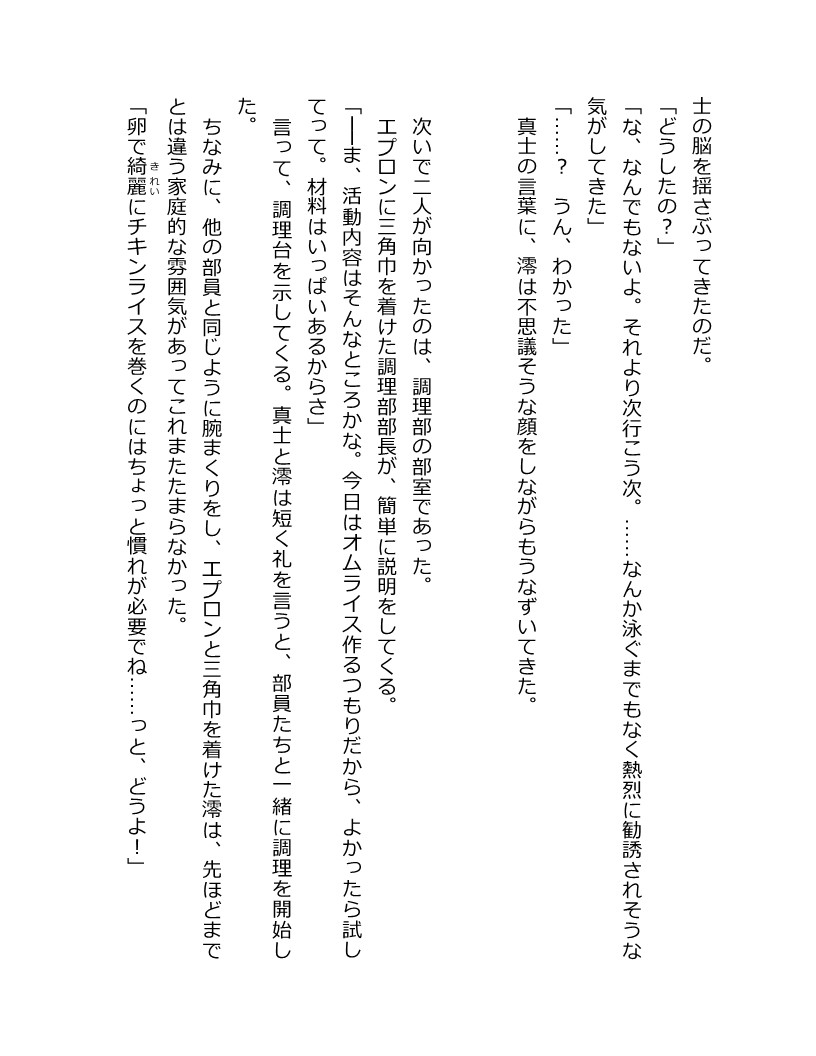 士の脳を揺さぶってきたのだ。
「どうしたの？」
「な、なんでもないよ。それより次行こう次。……なんか泳ぐまでもなく熱烈に勧誘されそうな
気がしてきた」
「……？　うん、わかった」
　真士の言葉に、澪は不思議そうな顔をしながらもうなずいてきた。
　次いで二人が向かったのは、調理部の部室であった。
　エプロンに三角巾を着けた調理部部長が、簡単に説明をしてくる。
「――ま、活動内容はそんなところかな。今日はオムライス作るつもりだから、よかったら試し
てって。材料はいっぱいあるからさ」
　言って、調理台を示してくる。真士と澪は短く礼を言うと、部員たちと一緒に調理を開始し
た。
　ちなみに、他の部員と同じように腕まくりをし、エプロンと三角巾を着けた澪は、先ほどまで
とは違う家庭的な雰囲気があってこれまたたまらなかった。
「卵で綺麗にチキンライスを巻くのにはちょっと慣れが必要でね……っと、どうよ！」
きれい